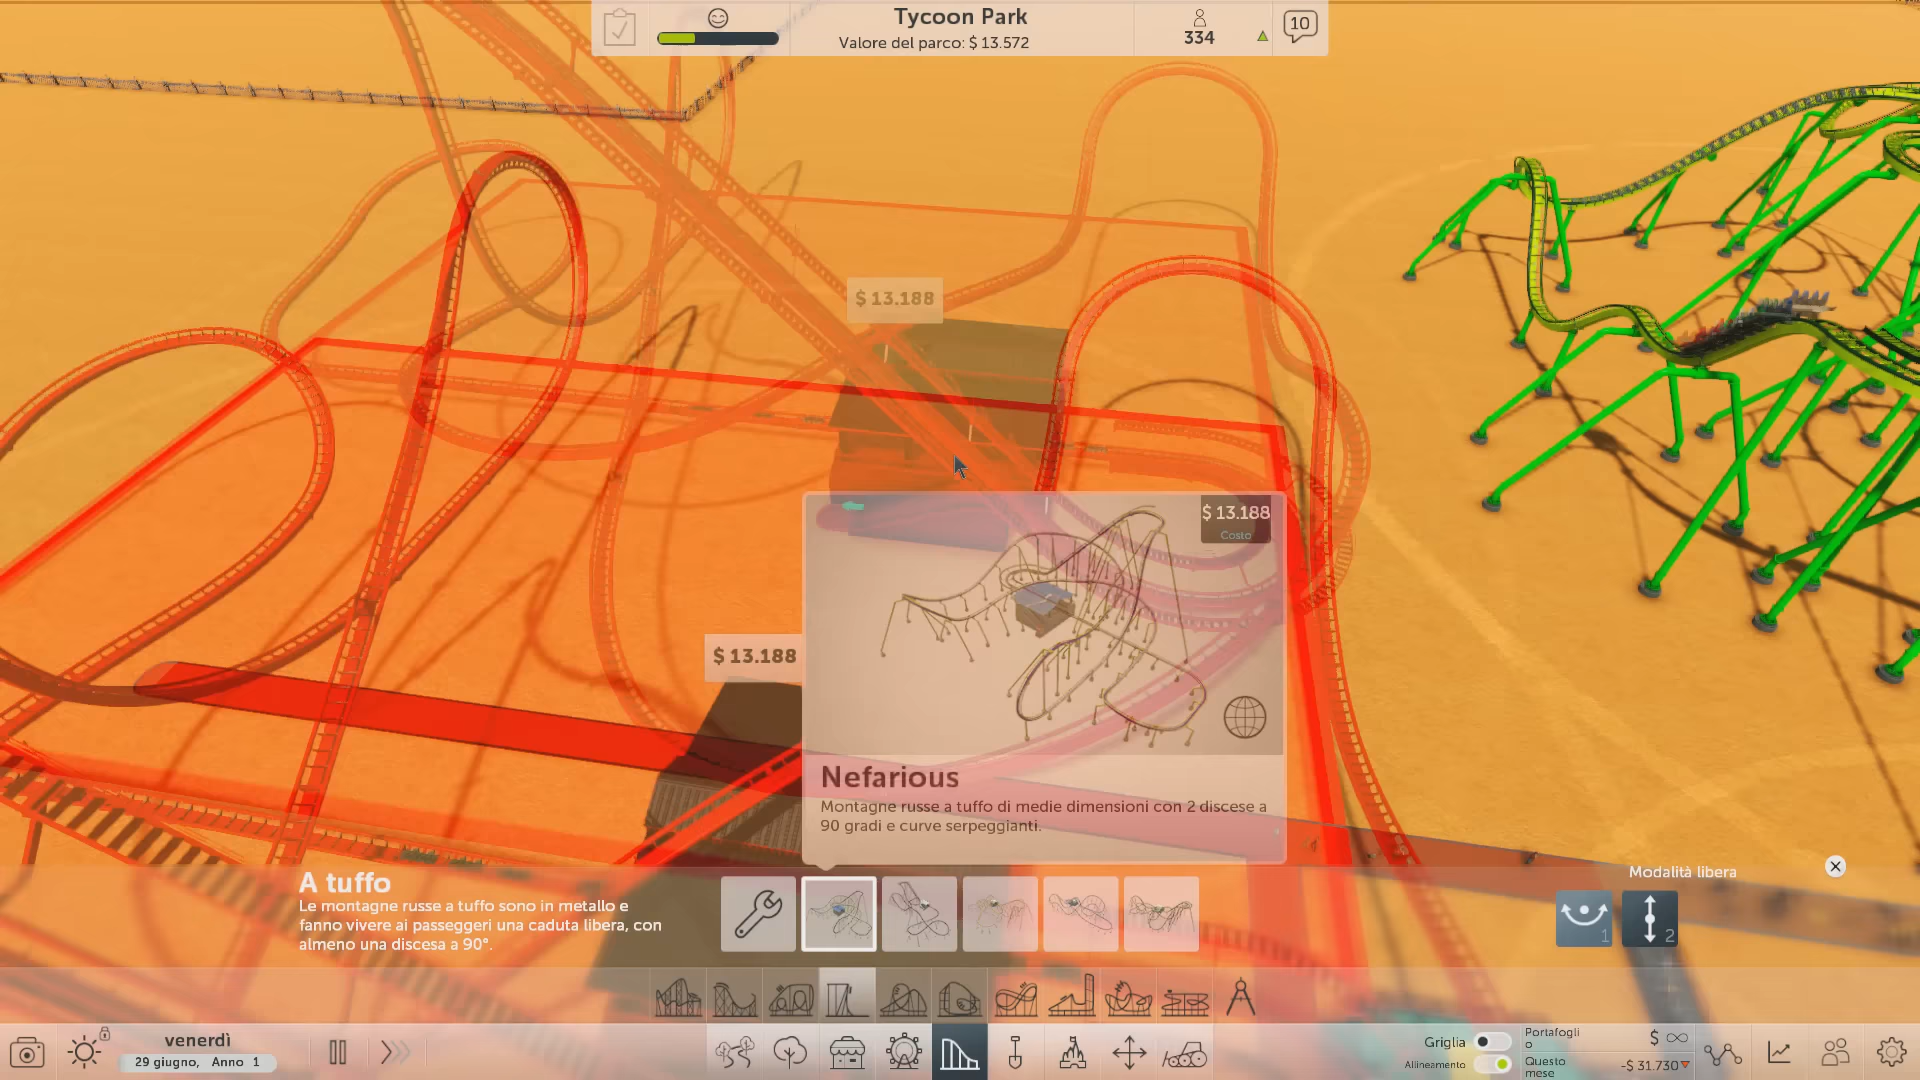 Tycoon Park
Valore del parco: $ 13.572
334
10
$ 13.188
$ 13.188
$ 13.188
Costo
Nefarious
Montagne russe a tuffo di medie dimensioni con 2 discese a
90 gradi e curve serpeggianti.
A tuffo
Le montagne russe a tuffo sono in metallo e
fanno vivere ai passeggeri una caduta libera, con
almeno una discesa a 90°.
Modalità libera
1
2
venerdì
29 giugno, Anno 1
Griglia
Allineamento
Portafogli
o
$ ∞
Questo
mese
-$ 31.730